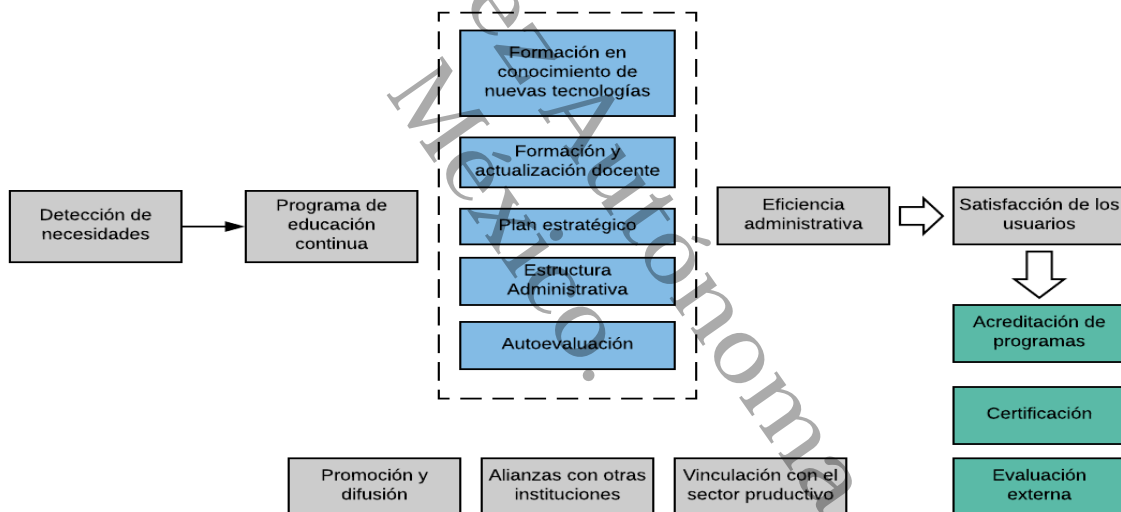 Formación en
conocimiento de
nuevas tecnologías
Formación y
actualización docente
Detección de
necesidades
Programa de
educación
continua
Plan estratégico
Eficiencia
administrativa
Satisfacción de los
usuarios
Estructura
Administrativa
Autoevaluación
Acreditación de
programas
Certificación
Promoción y
difusión
Alianzas con otras
instituciones
Vinculación con el
sector pruductivo
Evaluación
externa
ez Autónoma
México.